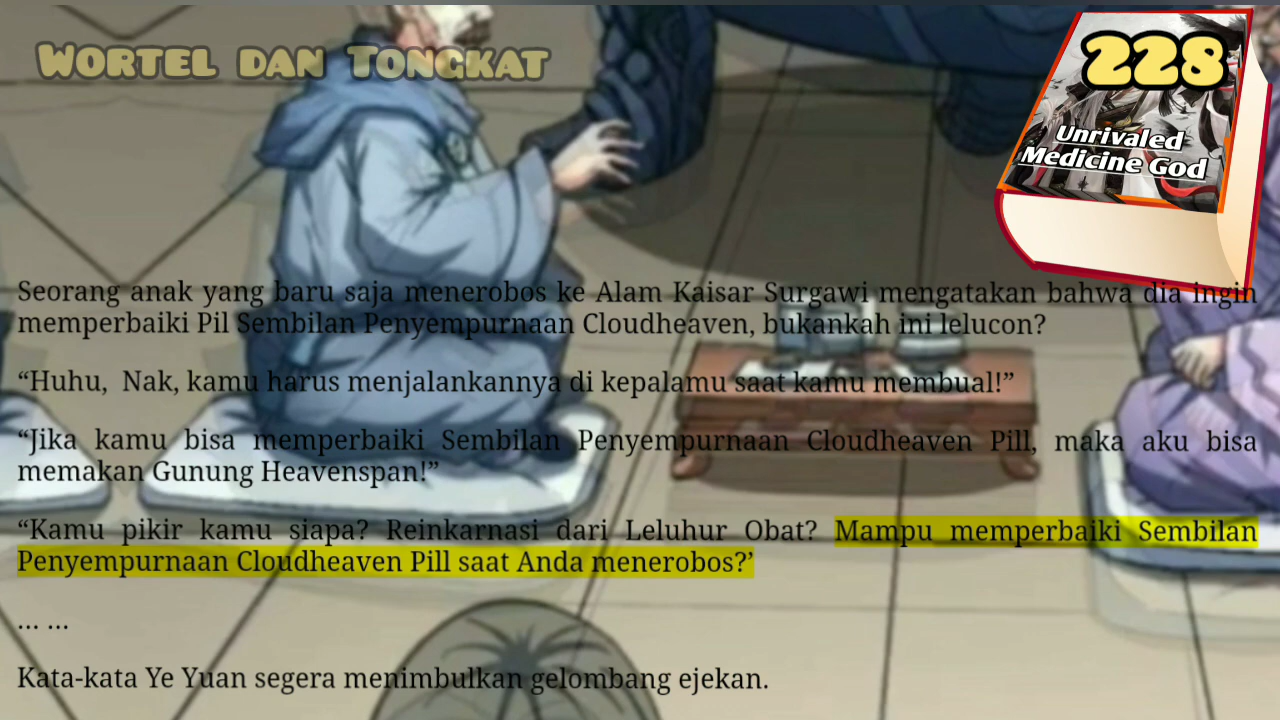 Wortel dan Tongkat
228
Unrivaled
Medicine God
Seorang anak yang baru saja menerobos ke Alam Kaisar Surgawi mengatakan bahwa dia ingin
memperbaiki Pil Sembilan Penyempurnaan Cloudheaven, bukankah ini lelucon?
“Huhu,  Nak, kamu harus menjalankannya di kepalamu saat kamu membual!”
“Jika kamu bisa memperbaiki Sembilan Penyempurnaan Cloudheaven Pill, maka aku bisa
memakan Gunung Heavenspan!”
“Kamu pikir kamu siapa? Reinkarnasi dari Leluhur Obat? Mampu memperbaiki Sembilan
Penyempurnaan Cloudheaven Pill saat Anda menerobos?’
... ...
Kata-kata Ye Yuan segera menimbulkan gelombang ejekan.